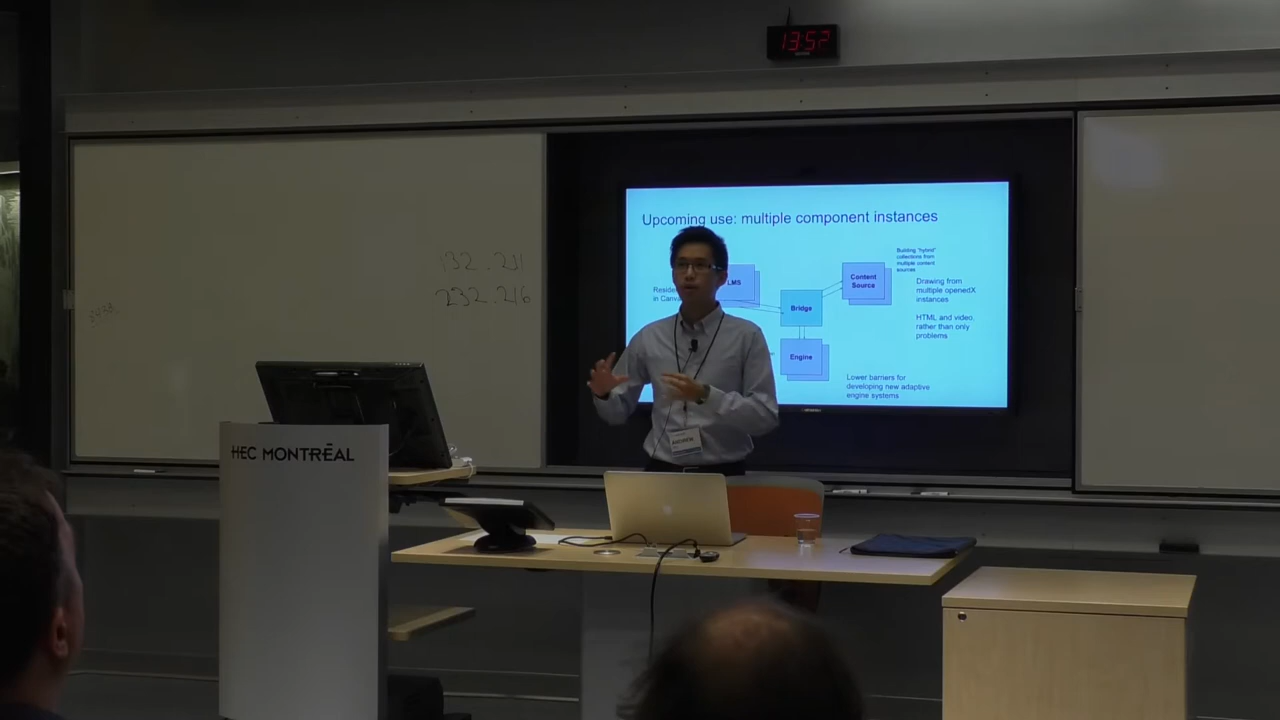 13:52
Upcoming use: multiple component instances
Building "hybrid"
collections from
multiple content
sources
LMS
Content
Source
Drawing from
multiple openedX
instances
in Canva
Bridge
HTML and video,
rather than only
problems
Engine
Lower barriers for
developing new adaptive
engine systems
132.211
232.216
HEC MONTRĒAL
ANDREW